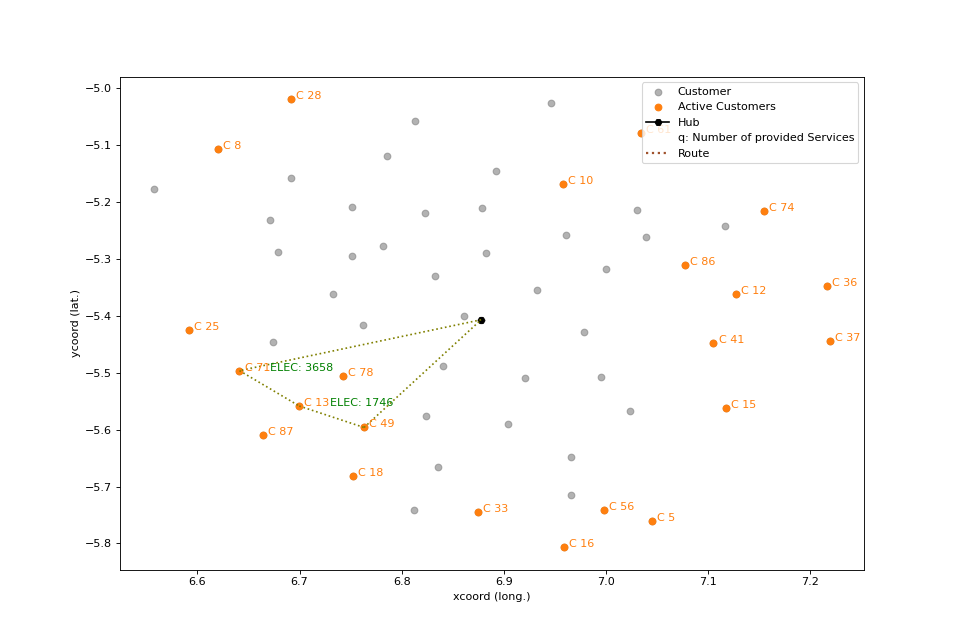 Customer
Active Customers
Hub
q: Number of provided Services
Route
C 28
C 8
C 10
C 74
C 86
C 36
C 12
C 25
C 37
C 41
C 71
ELEC: 3658
C 78
C 13
ELEC: 1746
C 15
C 49
C 87
C 18
C 33
C 56
C 5
C 16
−5.0
−5.1
−5.2
−5.3
−5.4
−5.5
−5.6
−5.7
−5.8
ycoord (lat.)
6.6
6.7
6.8
6.9
7.0
7.1
7.2
xcoord (long.)